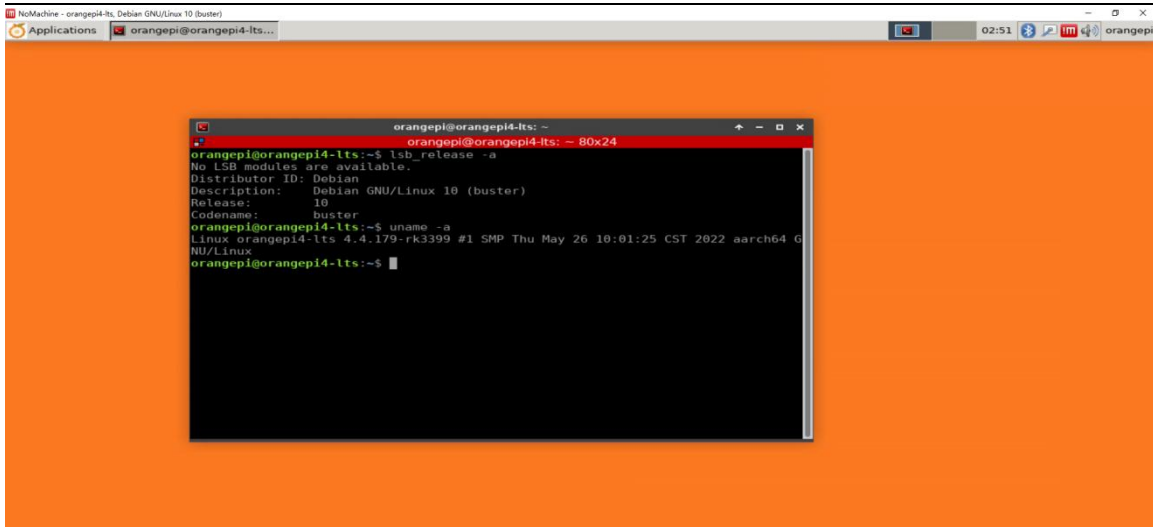 NoMachine - orangepi4-lts, Debian GNU/Linux 10 (buster)
Applications orangepi@orangepi4-lts... 02:51 orangepi
orangepi@orangepi4-lts: ~
orangepi@orangepi4-lts: ~ 80x24
orangepi@orangepi4-lts:~$ lsb_release -a
No LSB modules are available.
Distributor ID: Debian
Description:    Debian GNU/Linux 10 (buster)
Release:        10
Codename:       buster
orangepi@orangepi4-lts:~$ uname -a
Linux orangepi4-lts 4.4.179-rk3399 #1 SMP Thu May 26 10:01:25 CST 2022 aarch64 G
NU/Linux
orangepi@orangepi4-lts:~$